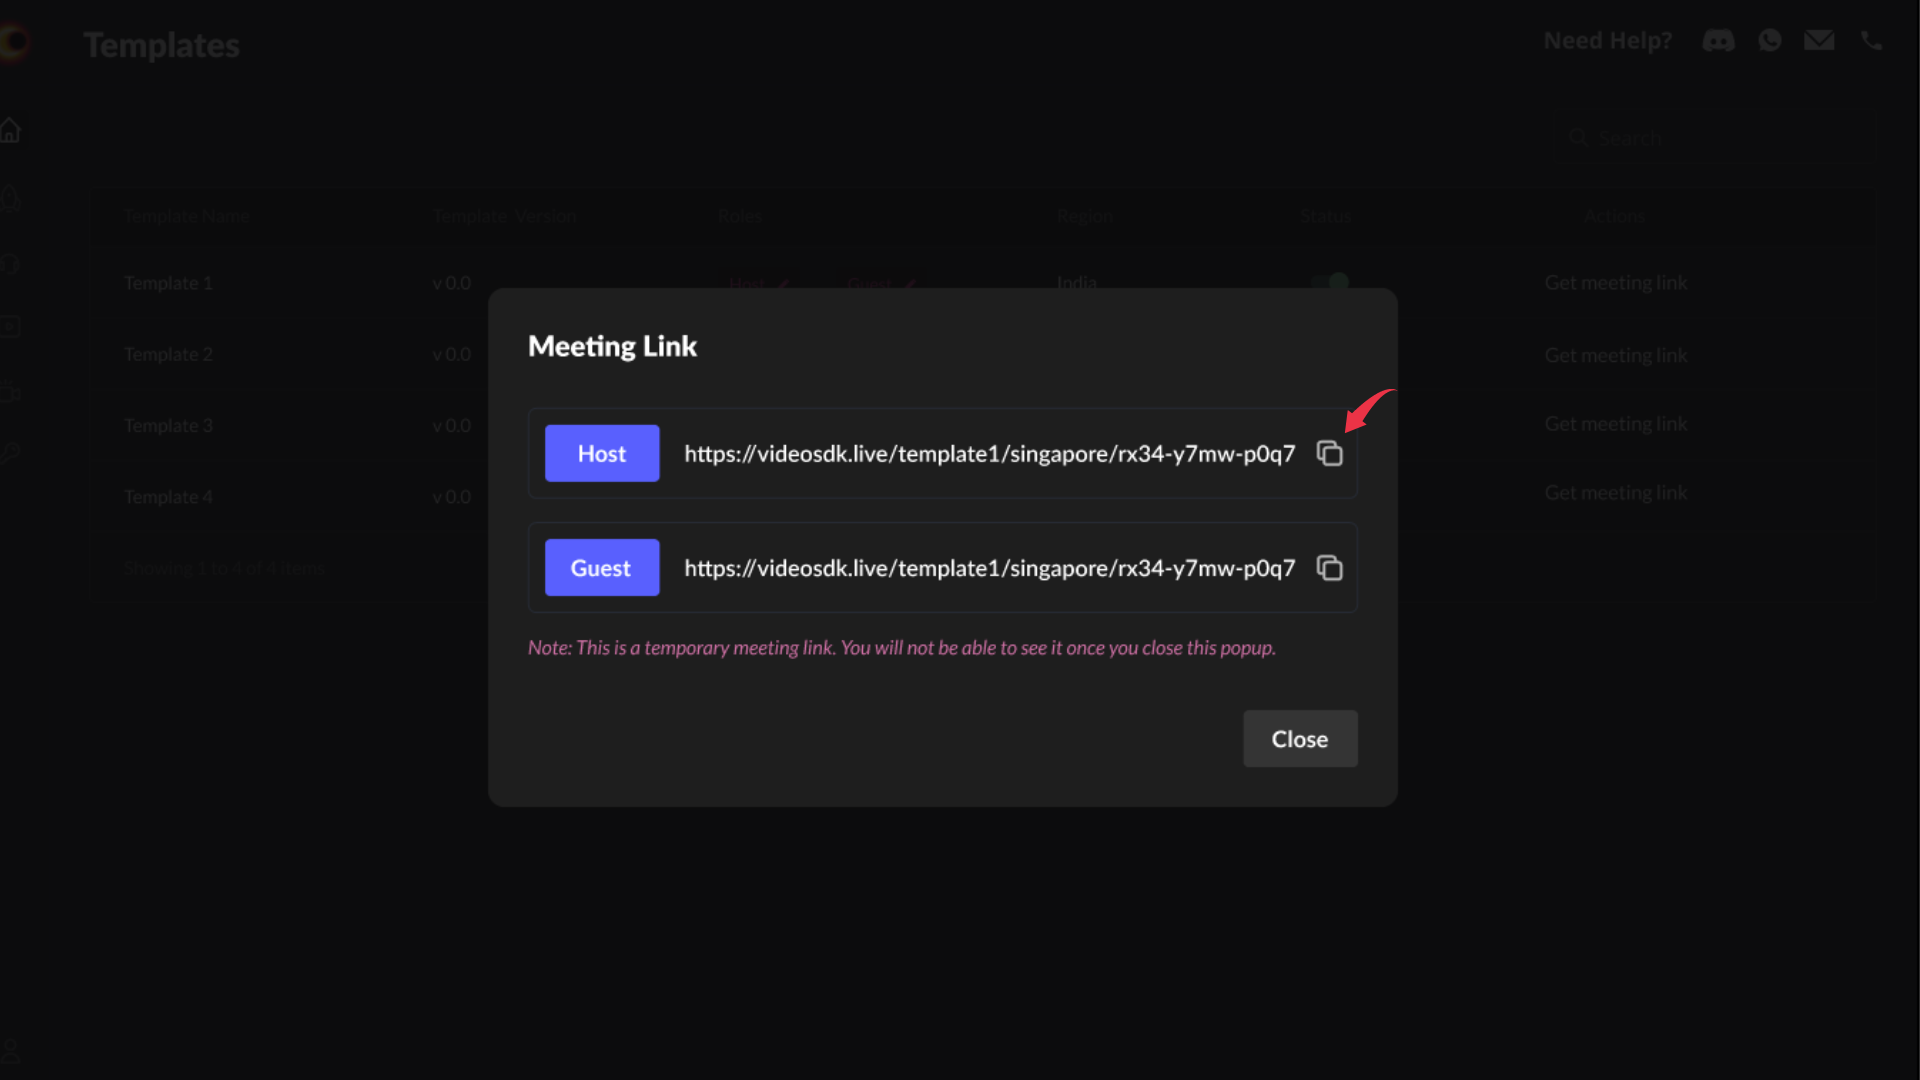 Templates
Need Help?
Search
Template Name Template Version Roles Region Status Actions
Template 1 v 0.0 Host Guest India Get meeting link
Template 2 v 0.0 Get meeting link
Template 3 v 0.0 Get meeting link
Template 4 v 0.0 Get meeting link
Showing 1 to 4 of 4 items
Meeting Link
Host https://videosdk.live/template1/singapore/rx34-y7mw-p0q7
Guest https://videosdk.live/template1/singapore/rx34-y7mw-p0q7
Note: This is a temporary meeting link. You will not be able to see it once you close this popup.
Close